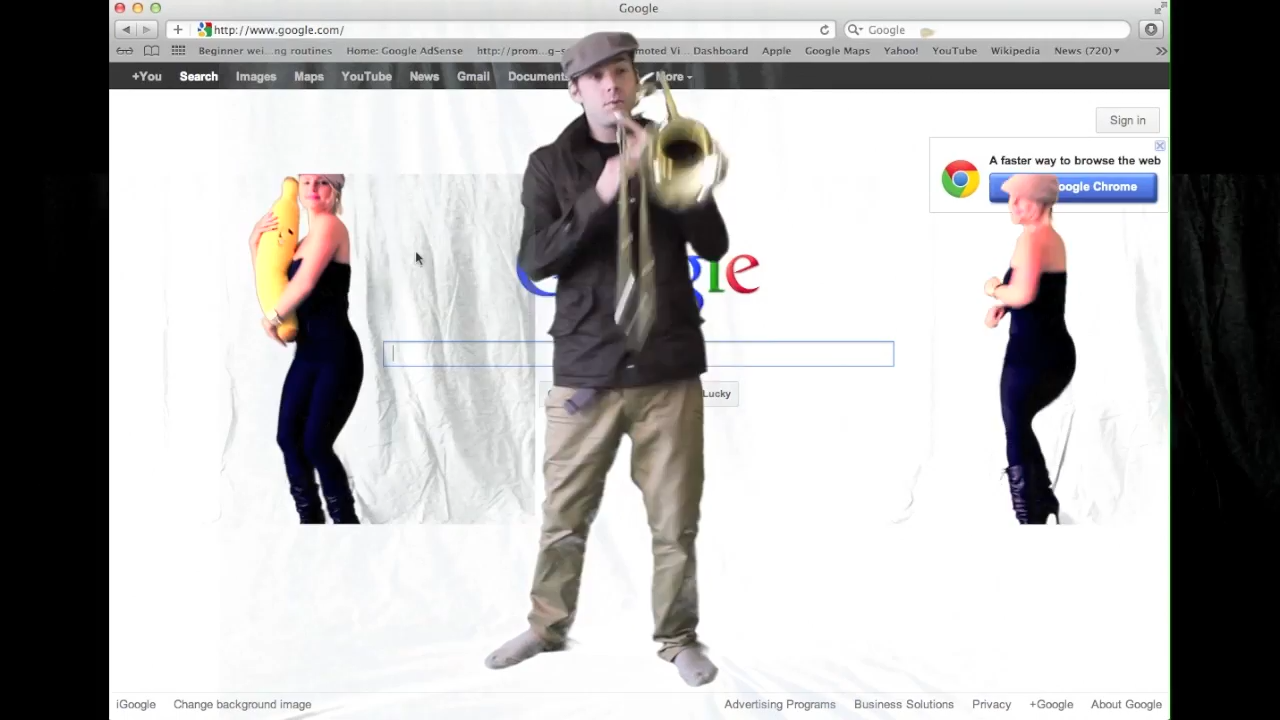 Google
http://www.google.com/
Google
Beginner wei...ng routines Home: Google AdSense http://prom...g-s... ...moted Vi... Dashboard Apple Google Maps Yahoo! YouTube Wikipedia News (720)
+You Search Images Maps YouTube News Gmail Documents More
Sign in
A faster way to browse the web
Google Chrome
Lucky
iGoogle Change background image Advertising Programs Business Solutions Privacy +Google About Google